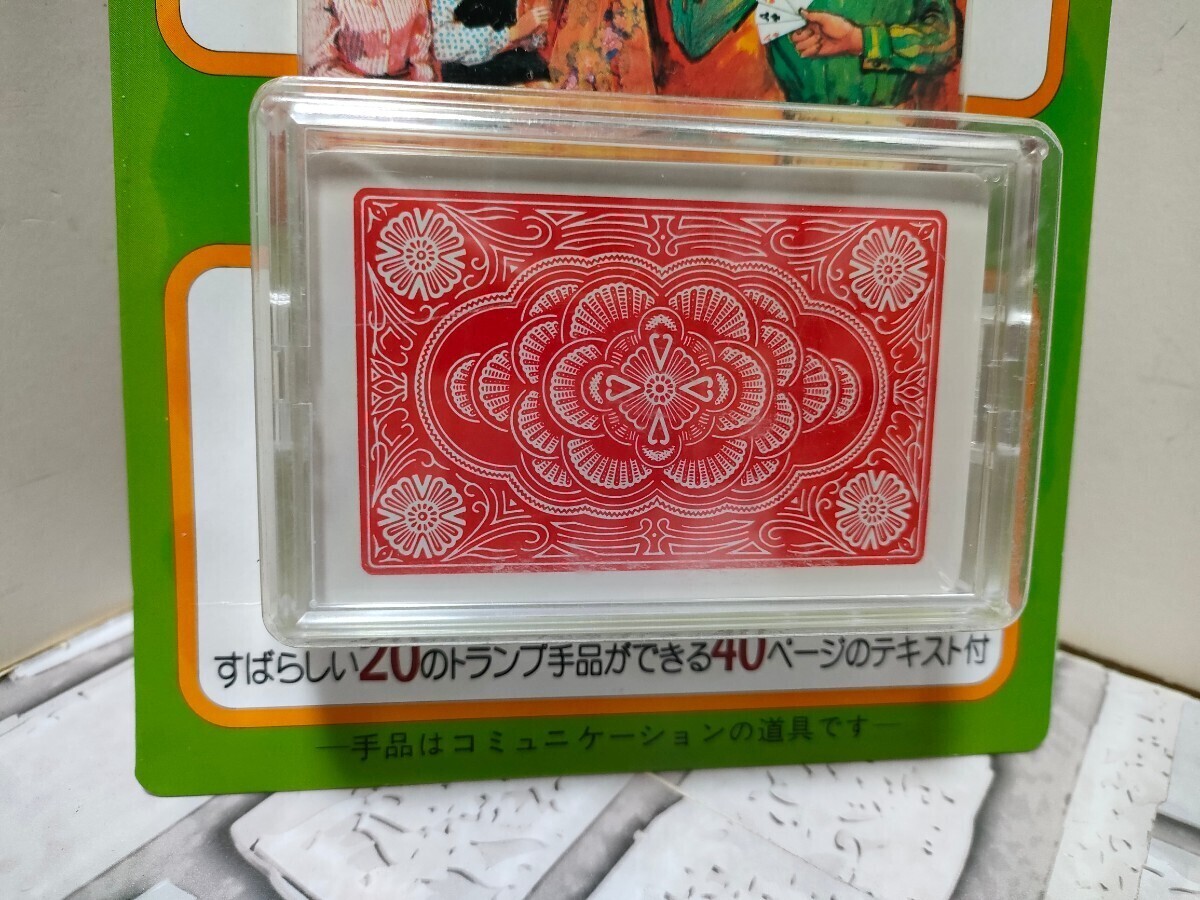 すばらしい20のトランプ手品ができる40ページのテキスト付
―手品はコミュニケーションの道具です―